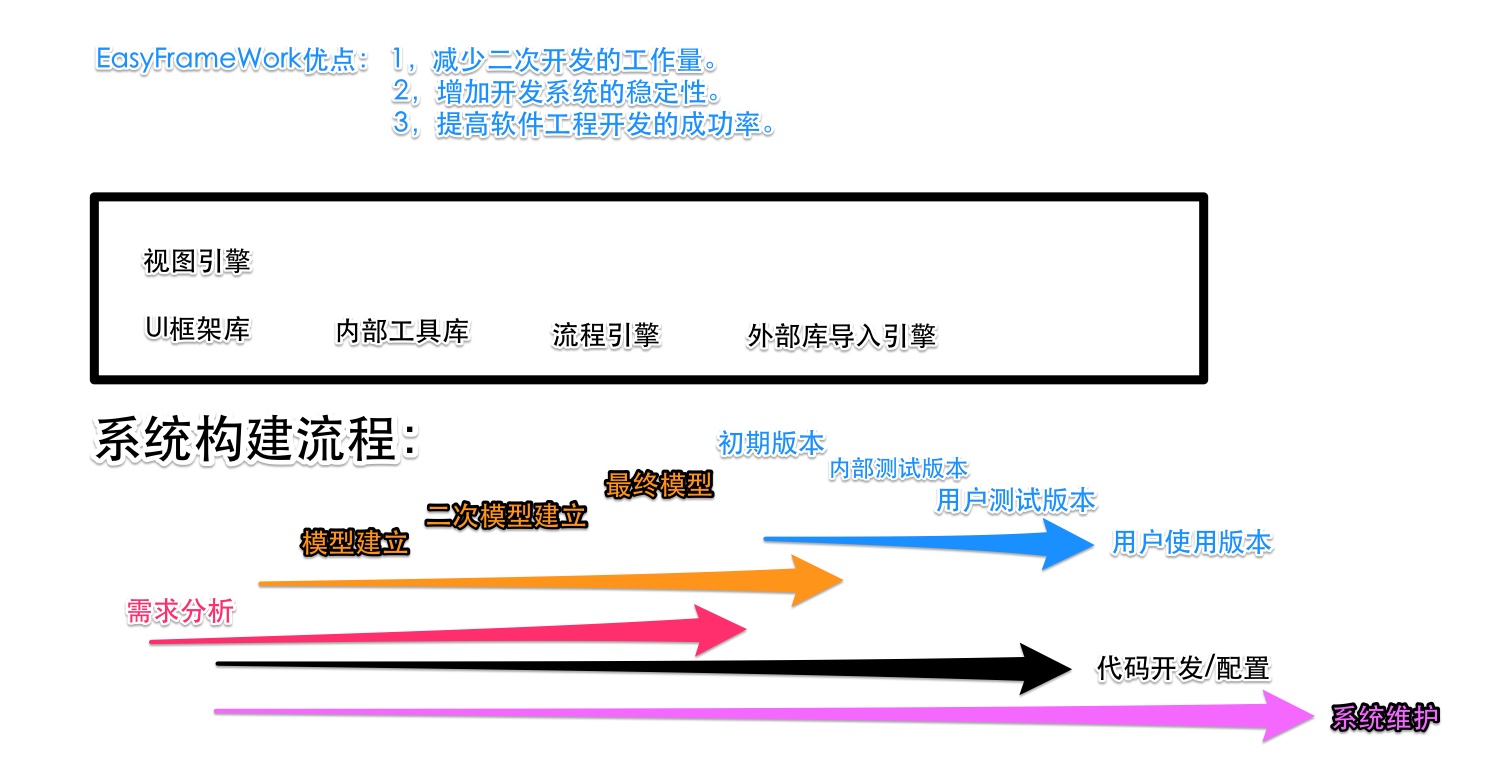 EasyFrameWork优点： 1，减少二次开发的工作量。
2，增加开发系统的稳定性。
3，提高软件工程开发的成功率。
视图引擎
UI框架库 内部工具库 流程引擎 外部库导入引擎
系统构建流程：
初期版本
内部测试版本
最终模型
用户测试版本
二次模型建立
模型建立
用户使用版本
需求分析
代码开发/配置
系统维护